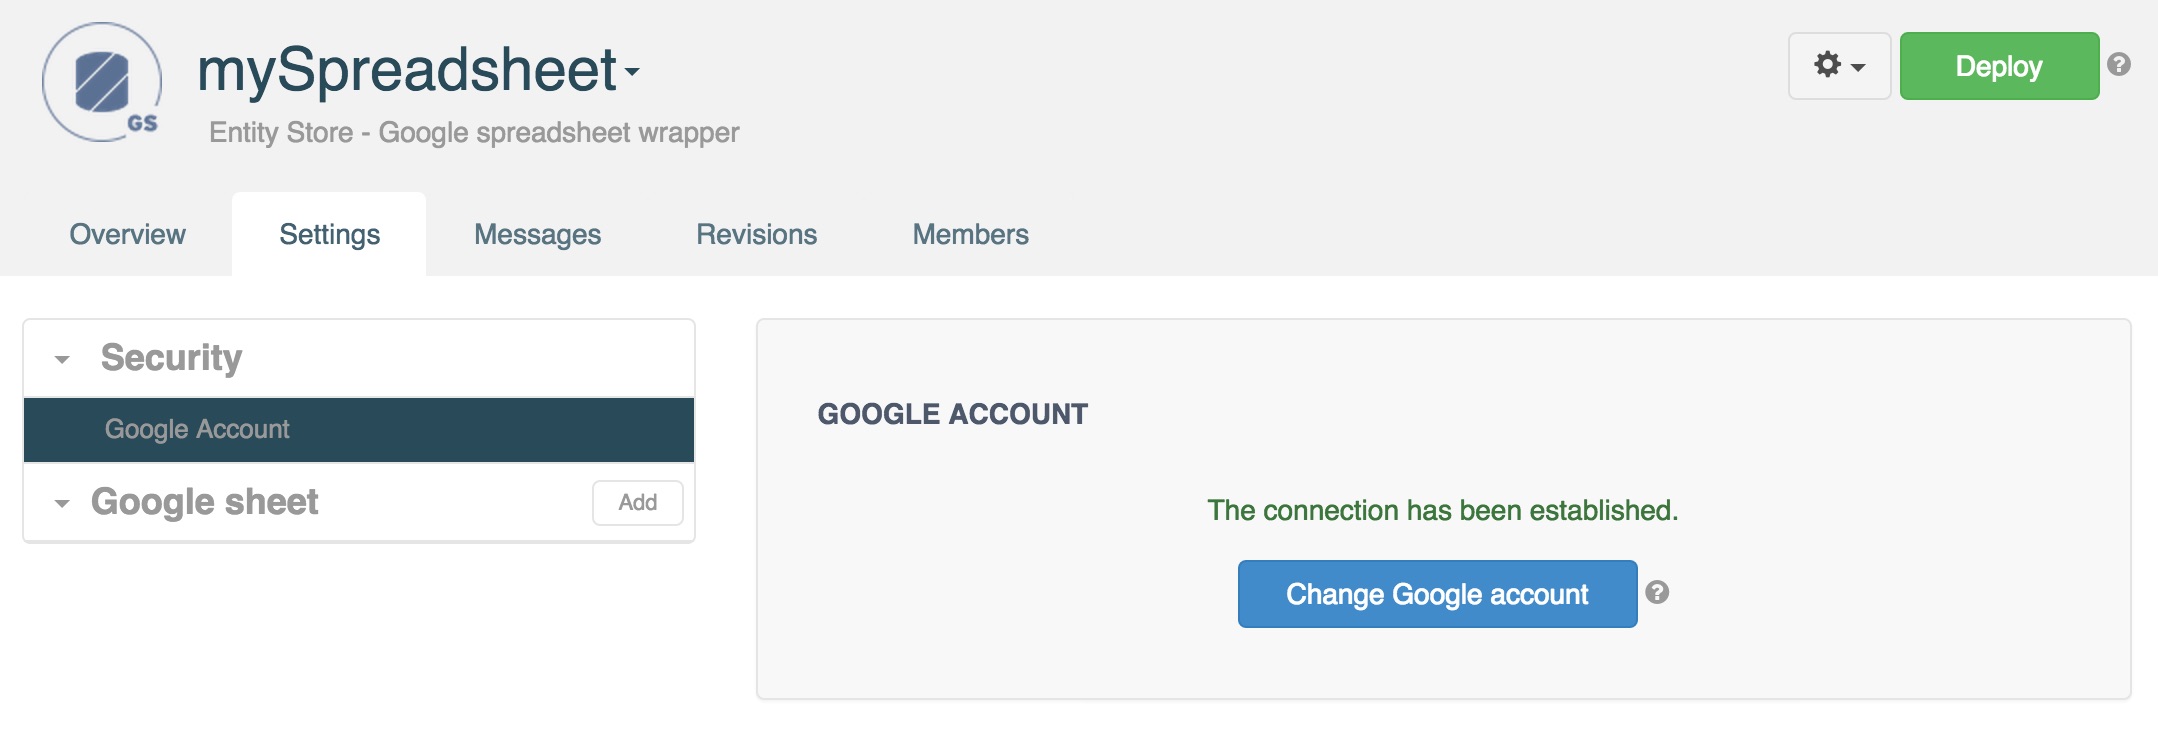 GS
mySpreadsheet
Entity Store - Google spreadsheet wrapper
Deploy
?
Overview
Settings
Messages
Revisions
Members
Security
Google Account
Google sheet
Add
GOOGLE ACCOUNT
The connection has been established.
Change Google account
?